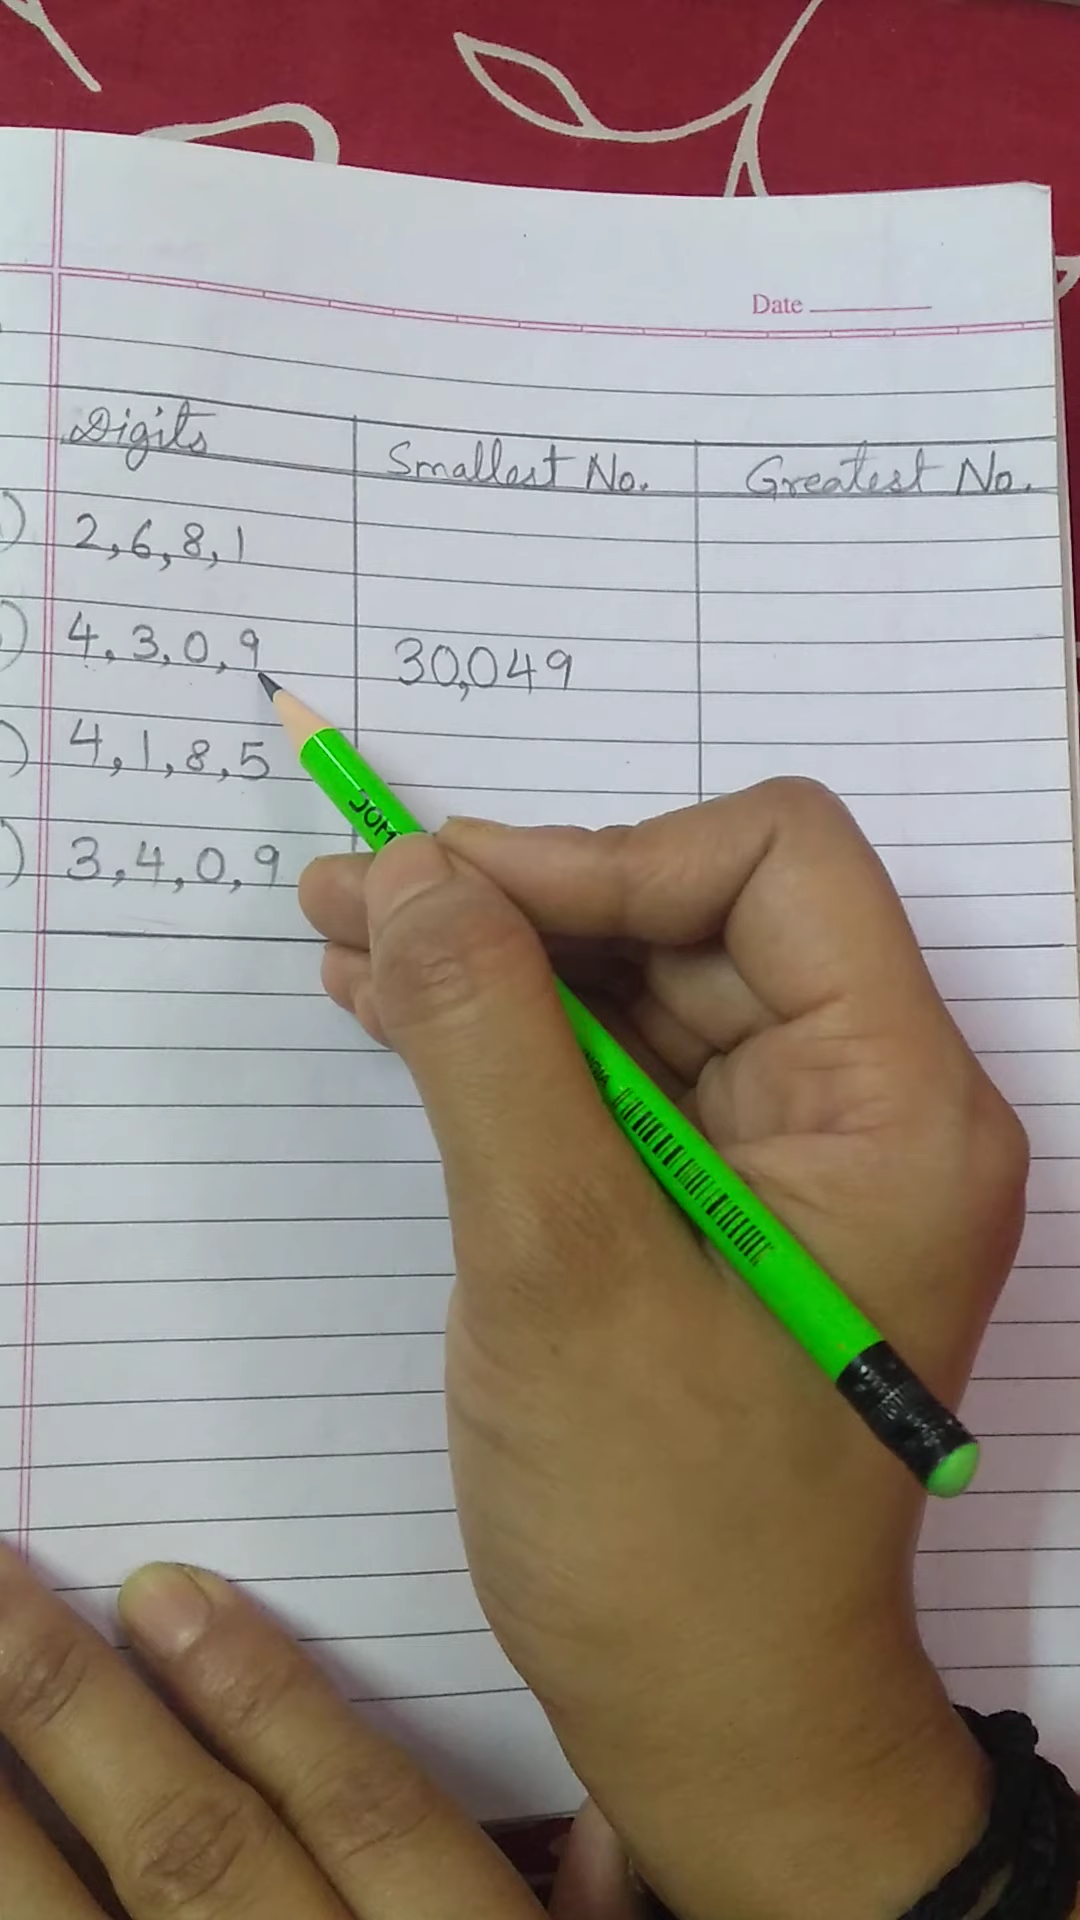 Date
Digits Smallest No. Greatest No.
2,6,8,1
4,3,0,9 30,049
4,1,8,5
3,4,0,9